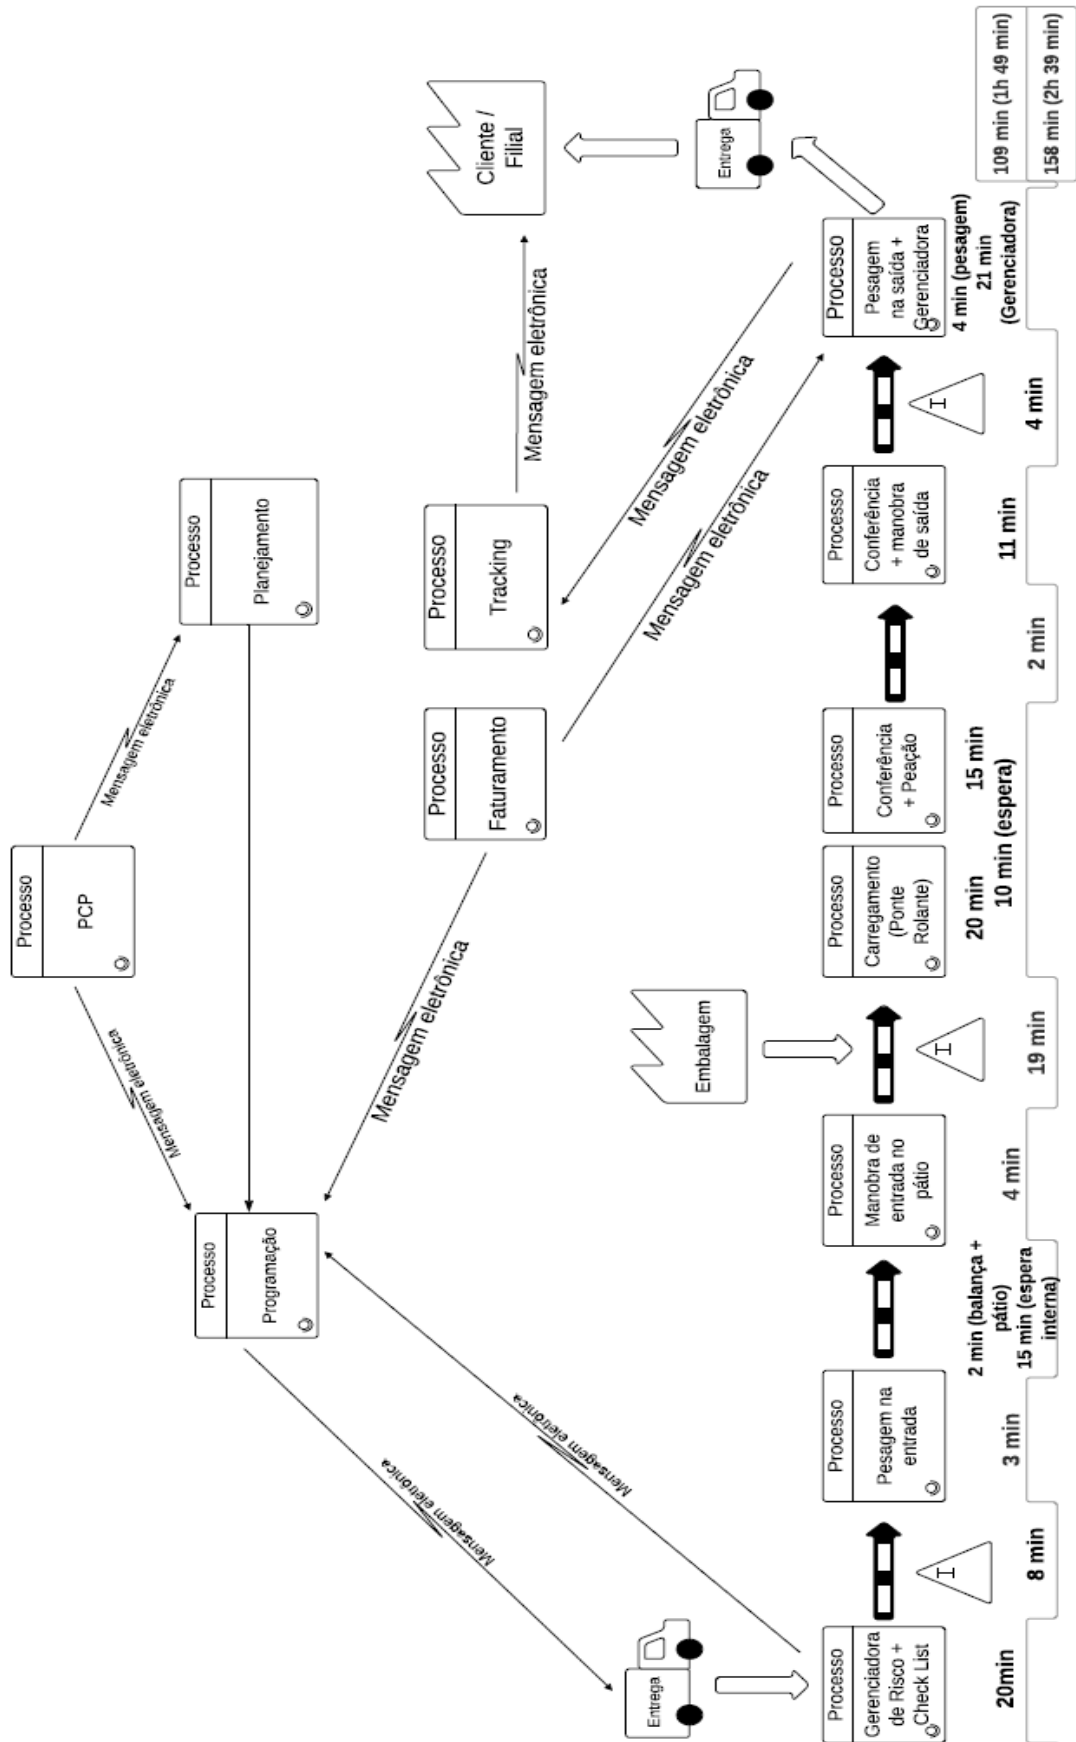 Processo
PCP
Mensagem eletrônica
Mensagem eletrônica
Processo
Programação
Processo
Planejamento
Mensagem eletrônica
Mensagem eletrônica
Mensagem eletrônica
Processo
Faturamento
Processo
Tracking
Mensagem eletrônica
Cliente /
Filial
Mensagem eletrônica
Mensagem eletrônica
Entrega
Embalagem
Entrega
Processo
Gerenciadora
de Risco +
Check List
I
Processo
Pesagem na
entrada
Processo
Manobra de
entrada no
pátio
I
Processo
Carregamento
(Ponte
Rolante)
Processo
Conferência
+ Peação
Processo
Conferência
+ manobra
de saída
I
Processo
Pesagem
na saída +
Gerenciadora
20min
8 min
3 min
2 min (balança +
pátio)
15 min (espera
interna)
4 min
19 min
20 min
15 min
10 min (espera)
2 min
11 min
4 min
4 min (pesagem)
21 min
(Gerenciadora)
109 min (1h 49 min)
158 min (2h 39 min)